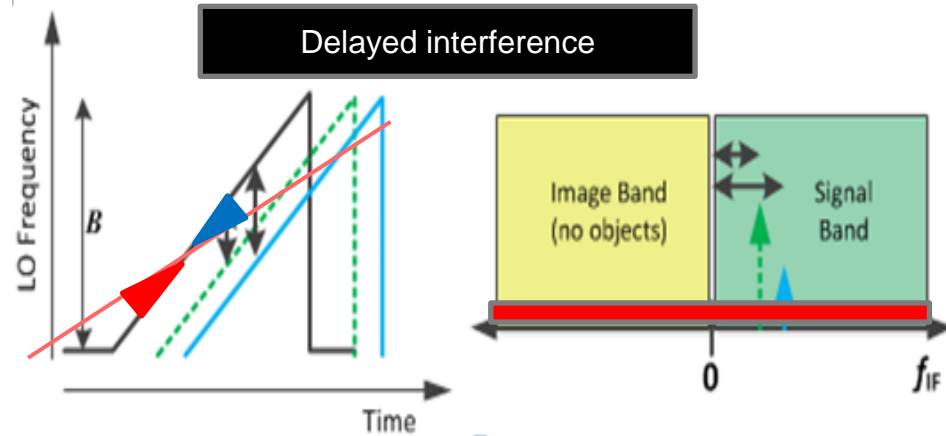 Delayed interference
LO Frequency
B
Time
Image Band
(no objects)
Signal
Band
0
fIF